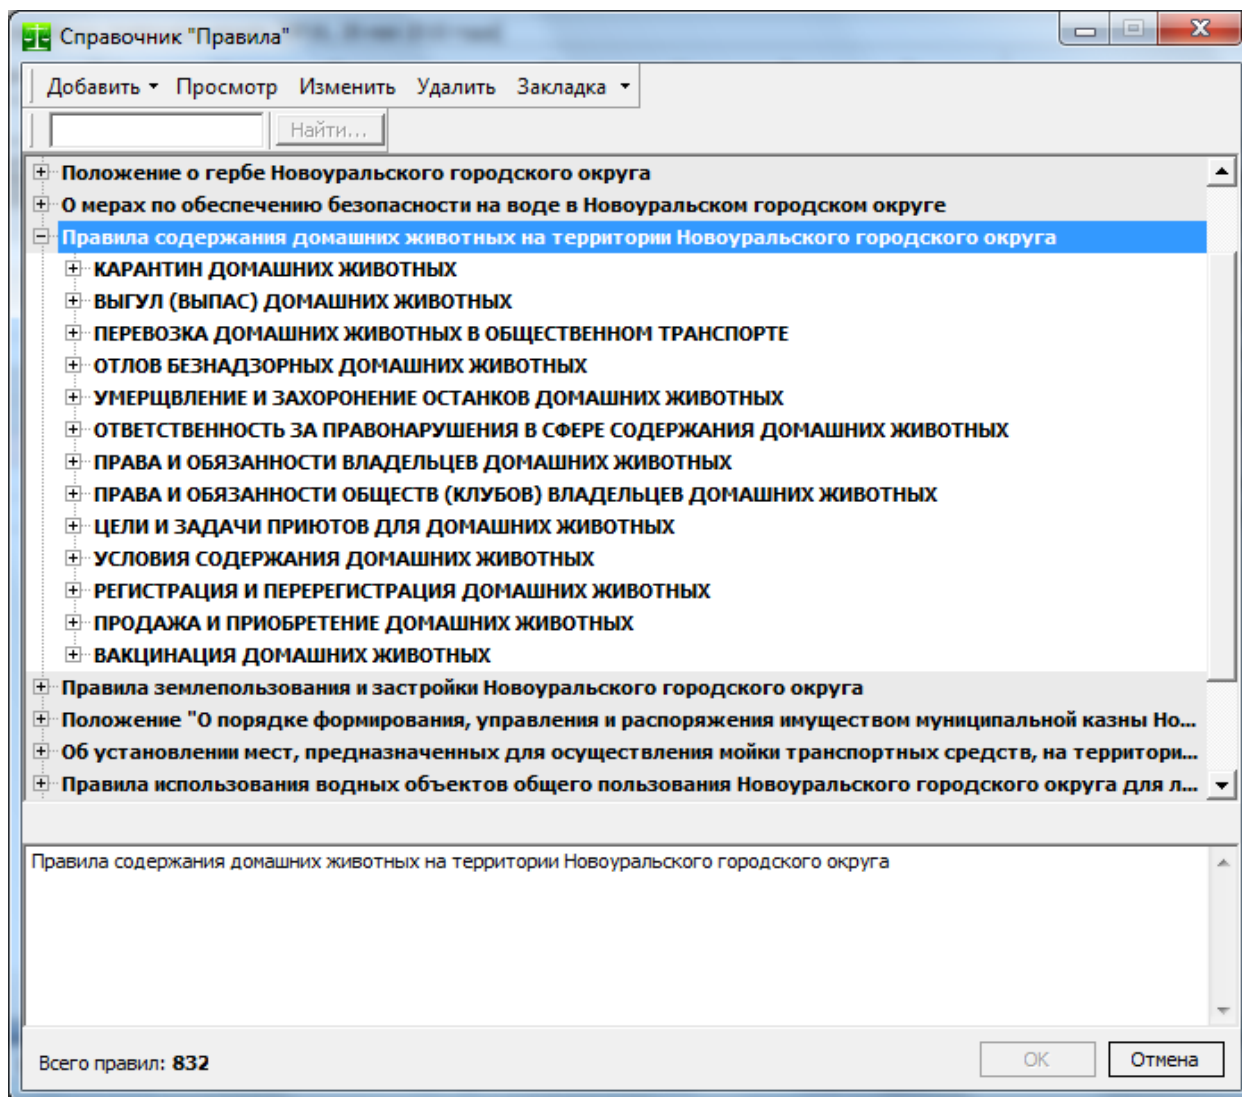 Справочник "Правила"
Добавить Просмотр Изменить Удалить Закладка
Найти...
Положение о гербе Новоуральского городского округа
О мерах по обеспечению безопасности на воде в Новоуральском городском округе
Правила содержания домашних животных на территории Новоуральского городского округа
КАРАНТИН ДОМАШНИХ ЖИВОТНЫХ
ВЫГУЛ (ВЫПАС) ДОМАШНИХ ЖИВОТНЫХ
ПЕРЕВОЗКА ДОМАШНИХ ЖИВОТНЫХ В ОБЩЕСТВЕННОМ ТРАНСПОРТЕ
ОТЛОВ БЕЗНАДЗОРНЫХ ДОМАШНИХ ЖИВОТНЫХ
УМЕРЩВЛЕНИЕ И ЗАХОРОНЕНИЕ ОСТАНКОВ ДОМАШНИХ ЖИВОТНЫХ
ОТВЕТСТВЕННОСТЬ ЗА ПРАВОНАРУШЕНИЯ В СФЕРЕ СОДЕРЖАНИЯ ДОМАШНИХ ЖИВОТНЫХ
ПРАВА И ОБЯЗАННОСТИ ВЛАДЕЛЬЦЕВ ДОМАШНИХ ЖИВОТНЫХ
ПРАВА И ОБЯЗАННОСТИ ОБЩЕСТВ (КЛУБОВ) ВЛАДЕЛЬЦЕВ ДОМАШНИХ ЖИВОТНЫХ
ЦЕЛИ И ЗАДАЧИ ПРИЮТОВ ДЛЯ ДОМАШНИХ ЖИВОТНЫХ
УСЛОВИЯ СОДЕРЖАНИЯ ДОМАШНИХ ЖИВОТНЫХ
РЕГИСТРАЦИЯ И ПЕРЕРЕГИСТРАЦИЯ ДОМАШНИХ ЖИВОТНЫХ
ПРОДАЖА И ПРИОБРЕТЕНИЕ ДОМАШНИХ ЖИВОТНЫХ
ВАКЦИНАЦИЯ ДОМАШНИХ ЖИВОТНЫХ
Правила землепользования и застройки Новоуральского городского округа
Положение "О порядке формирования, управления и распоряжения имуществом муниципальной казны Но...
Об установлении мест, предназначенных для осуществления мойки транспортных средств, на территори...
Правила использования водных объектов общего пользования Новоуральского городского округа для л...
Правила содержания домашних животных на территории Новоуральского городского округа
Всего правил: 832
ОК Отмена